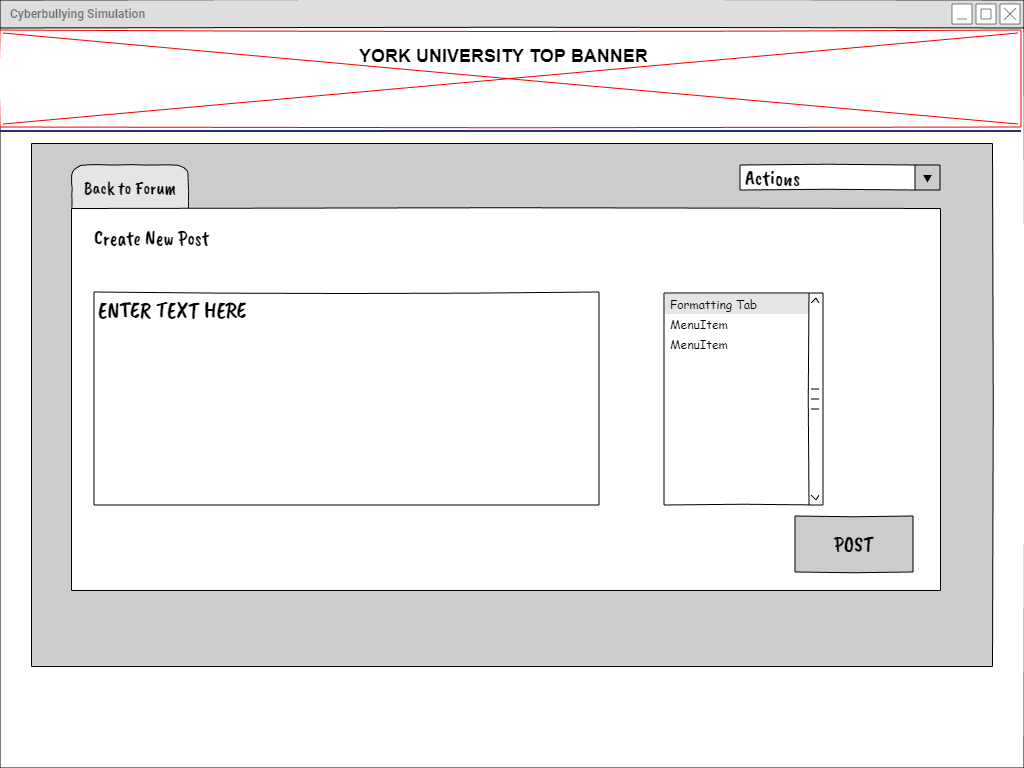 Cyberbullying Simulation
YORK UNIVERSITY TOP BANNER
Back to Forum
Actions
Create New Post
ENTER TEXT HERE
Formatting Tab
MenuItem
MenuItem
POST